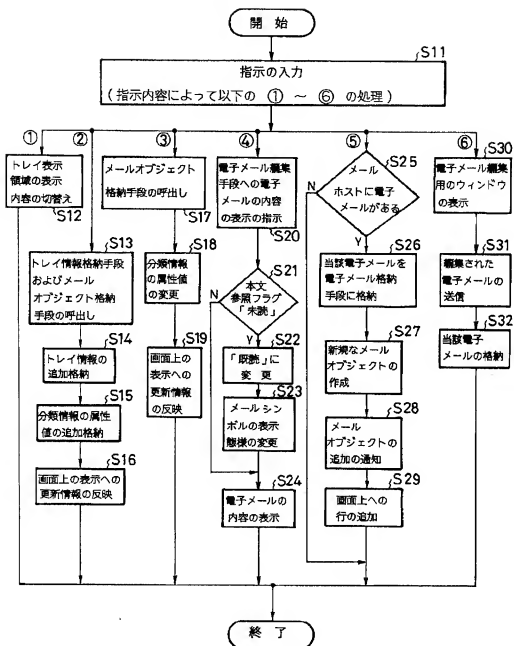 開始
S11
指示の入力
(指示内容によって以下の ① ～ ⑥ の処理)
①
トレイ表示
領域の表示
内容の切替え
S12
②
S13
トレイ情報格納手段
およびメール
オブジェクト格納
手段の呼出し
S14
トレイ情報の
追加格納
S15
分類情報の属性
値の追加格納
S16
画面上の表示への
更新情報の反映
③
メールオブジェクト
格納手段の呼出し
S17
S18
分類情報
の属性値
の変更
S19
画面上の
表示への
更新情報
の反映
④
電子メール編集
手段への電子
メールの内容
の表示の指示
S20
S21
本文
参照フラグ
「未読」
N
Y
S22
「既読」に
変更
S23
メールシン
ボルの表示
態様の変更
S24
電子メールの
内容の表示
⑤
S25
メール
ホストに電子
メールがある
N
Y
S26
当該電子メールを
電子メール格納
手段に格納
S27
新規なメール
オブジェクトの
作成
S28
メール
オブジェクトの
追加の通知
S29
画面上への
行の追加
⑥
S30
電子メール編集
用のウィンドウ
の表示
S31
編集された
電子メールの
送信
S32
当該電子
メールの格納
終了